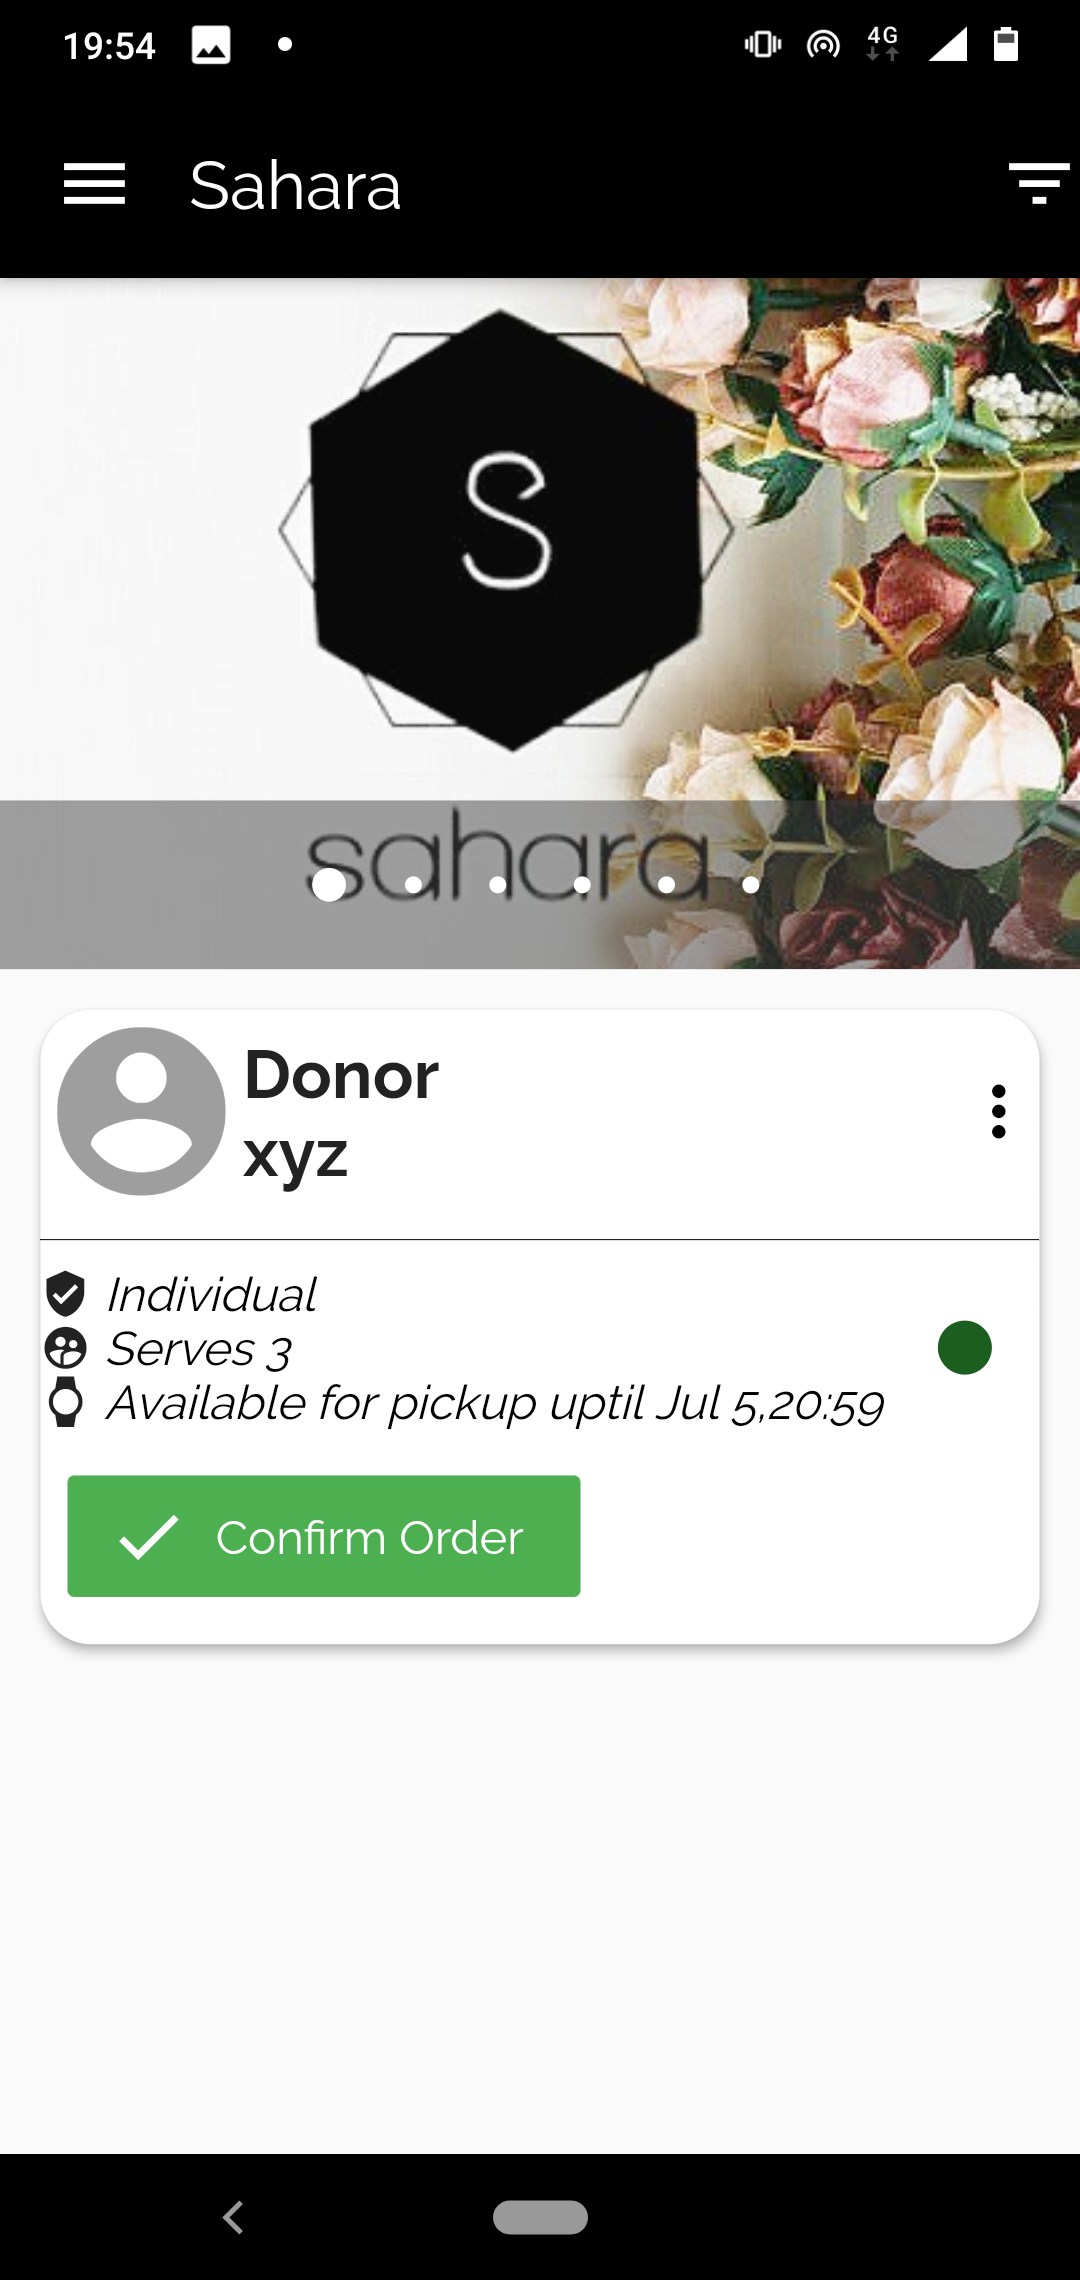 19:54
4G
Sahara
S
sahara
Donor
xyz
Individual
Serves 3
Available for pickup uptil Jul 5,20:59
Confirm Order